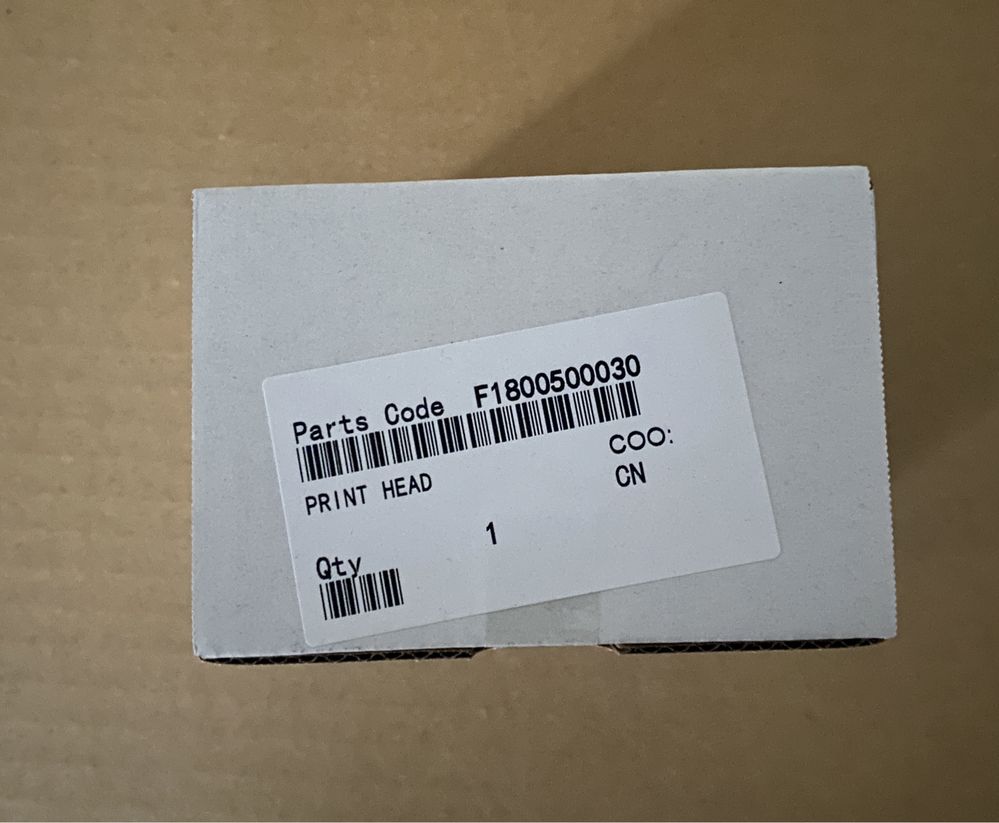 Parts Code F1800500030
PRINT HEAD
COO:
CN
1
Qty